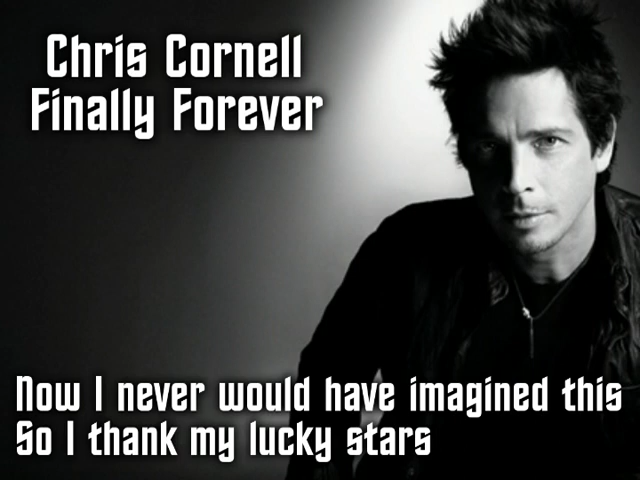 Chris Cornell
Finally Forever
Now I never would have imagined this
So I thank my lucky stars